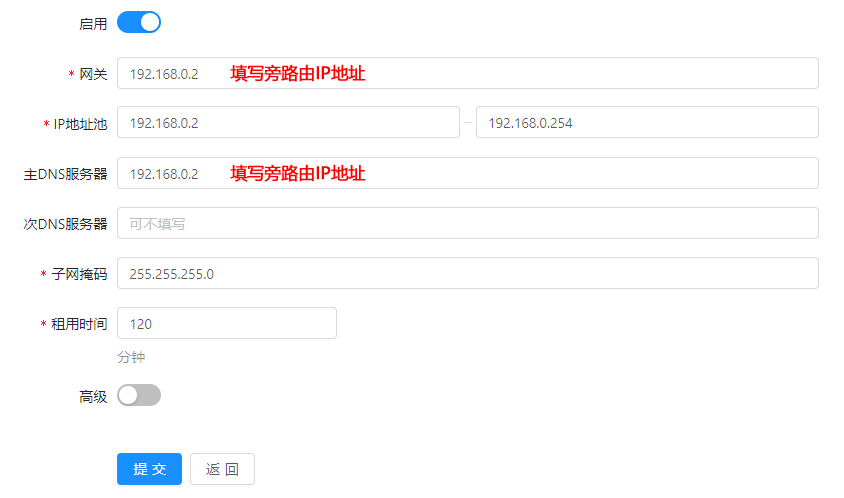 启用
* 网关 192.168.0.2 填写旁路由IP地址
* IP地址池 192.168.0.2 – 192.168.0.254
主DNS服务器 192.168.0.2 填写旁路由IP地址
次DNS服务器 可不填写
* 子网掩码 255.255.255.0
* 租用时间 120
分钟
高级
提 交 返 回